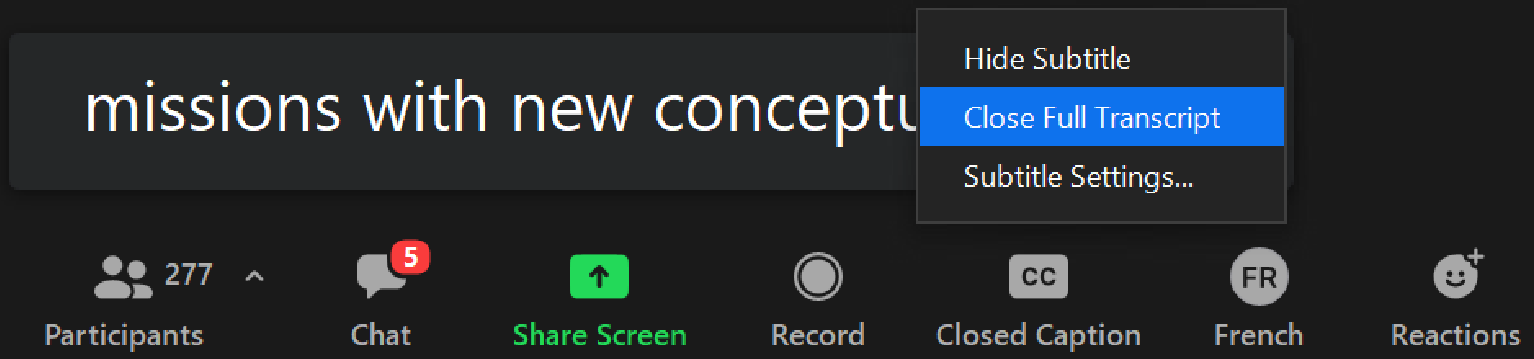 Hide Subtitle
missions with new concept
Close Full Transcript
Subtitle Settings...
277
5
CC
FR
Participants
Chat
Share Screen
Record
Closed Caption
French
Reactions